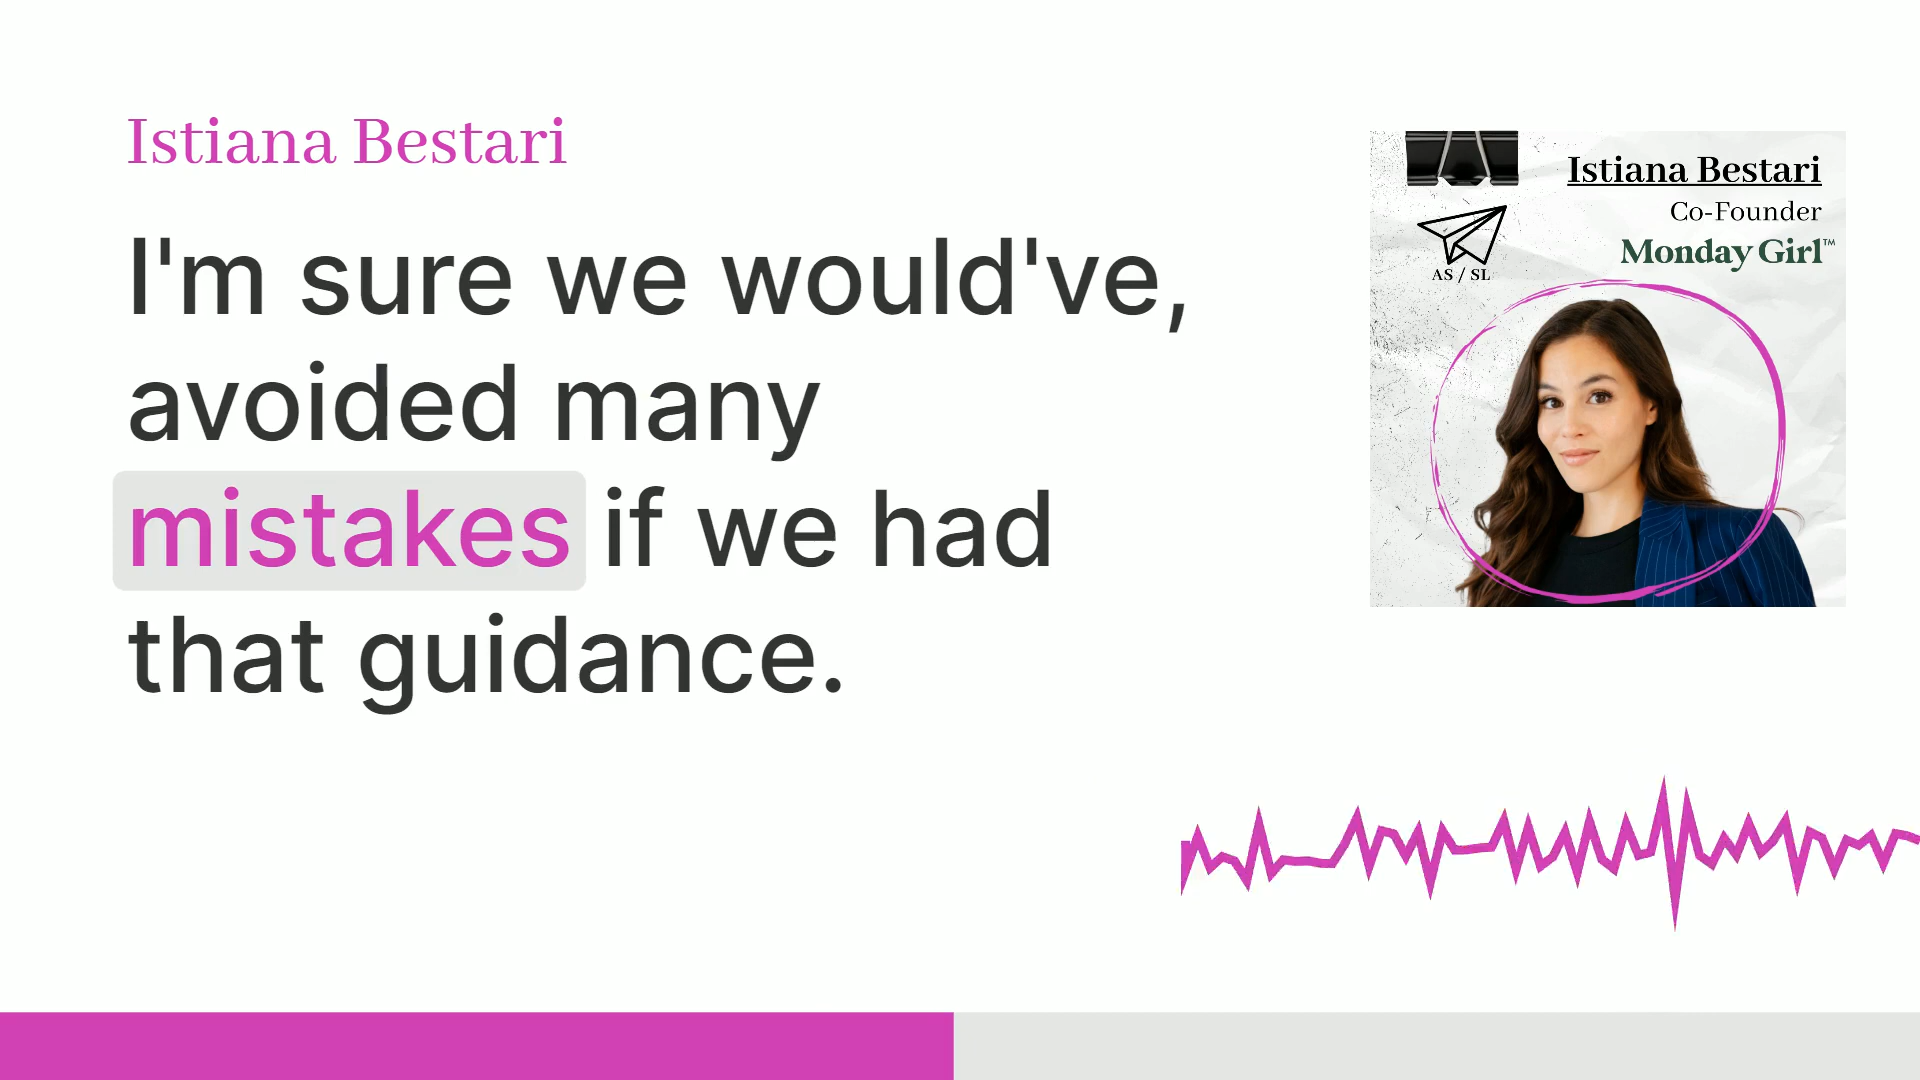 Istiana Bestari
I'm sure we would've,
avoided many
mistakes if we had
that guidance.
Istiana Bestari
Co-Founder
Monday Girl™
AS / SL